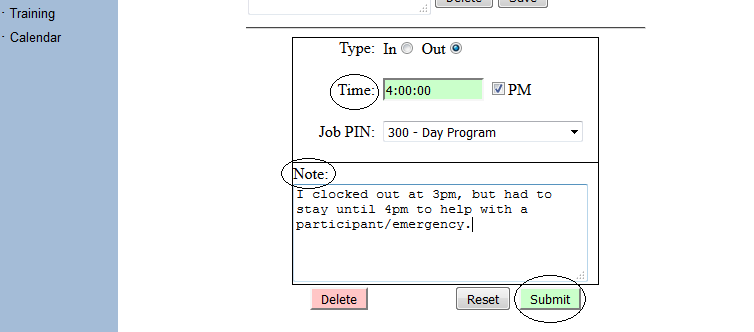 · Training
· Calendar
Delete Save
Type: In Out
Time: 4:00:00 PM
Job PIN: 300 - Day Program
Note:
I clocked out at 3pm, but had to
stay until 4pm to help with a
participant/emergency.
Delete Reset Submit